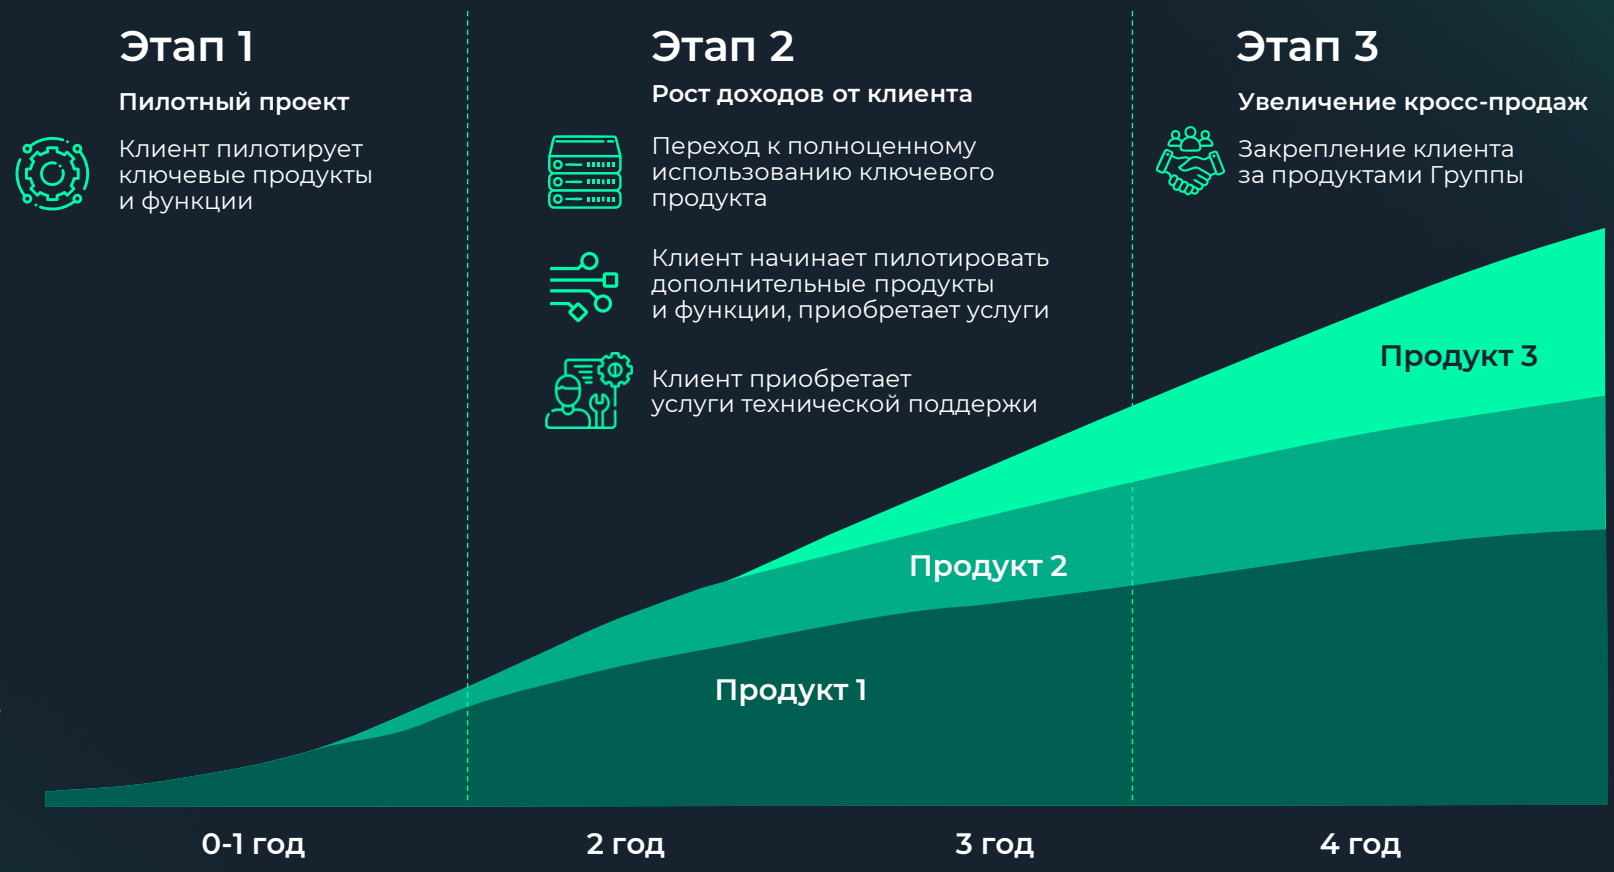 Этап 1
Пилотный проект
Клиент пилотирует
ключевые продукты
и функции
Этап 2
Рост доходов от клиента
Переход к полноценному
использованию ключевого
продукта
Клиент начинает пилотировать
дополнительные продукты
и функции, приобретает услуги
Клиент приобретает
услуги технической поддержи
Этап 3
Увеличение кросс-продаж
Закрепление клиента
за продуктами Группы
Продукт 3
Продукт 2
Продукт 1
0-1 год
2 год
3 год
4 год